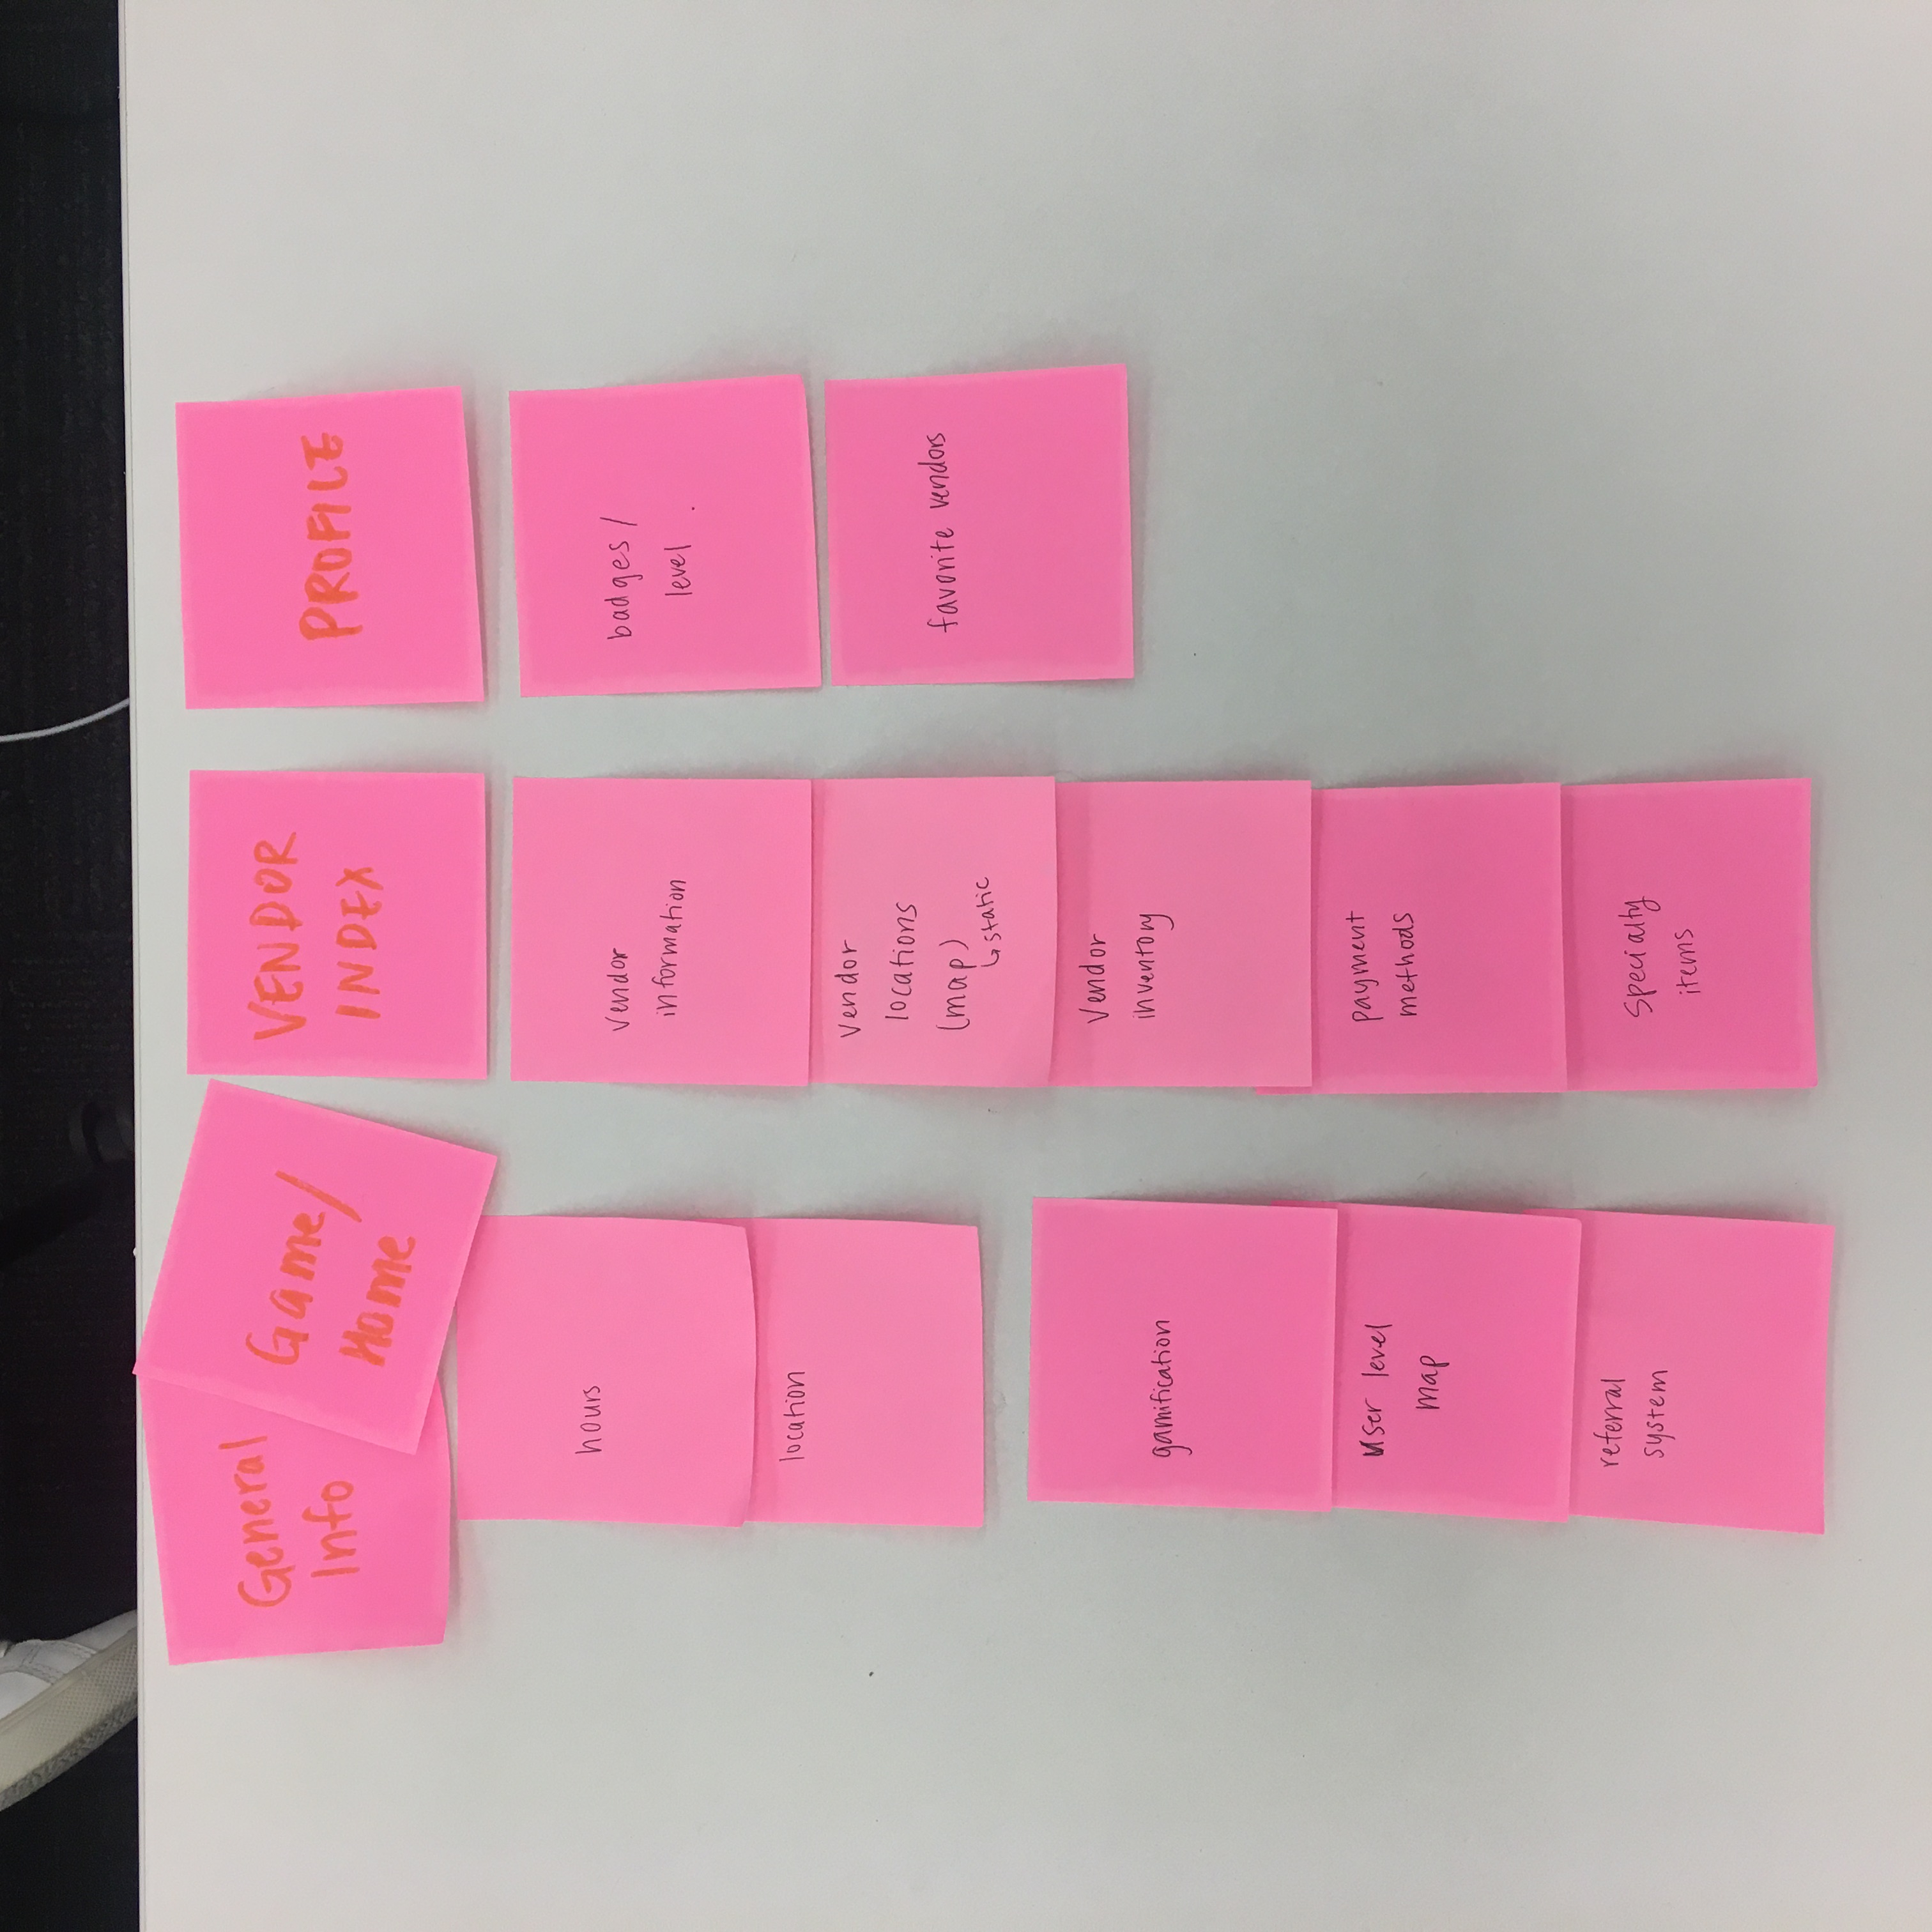 General
Info
Game/
Home
hours
location
gamification
user level
map
referral
system
VENDOR
INDEX
vendor
information
vendor
locations
(map)
↳ static
Vendor
inventory
payment
methods
specialty
items
PROFILE
badges /
level .
favorite vendors